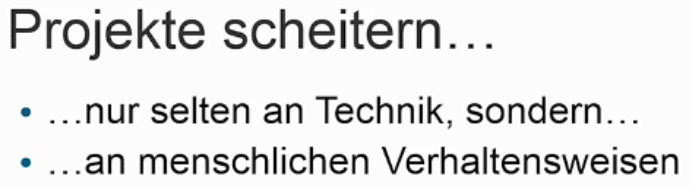 Projekte scheitern…
• …nur selten an Technik, sondern…
• …an menschlichen Verhaltensweisen